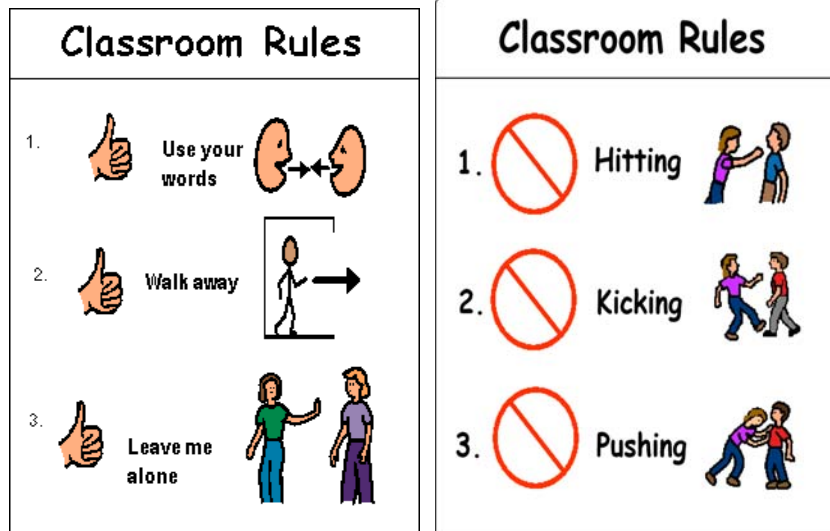 Classroom Rules
1.
Use your
words
2.
Walk away
3.
Leave me
alone
Classroom Rules
1. Hitting
2. Kicking
3. Pushing